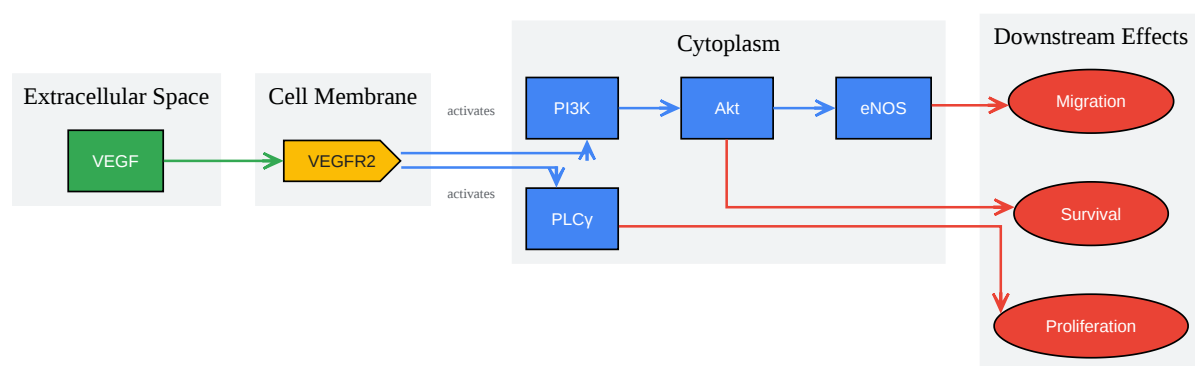 Extracellular Space
VEGF
Cell Membrane
VEGFR2
activates
activates
Cytoplasm
PI3K
Akt
eNOS
PLCγ
Downstream Effects
Migration
Survival
Proliferation